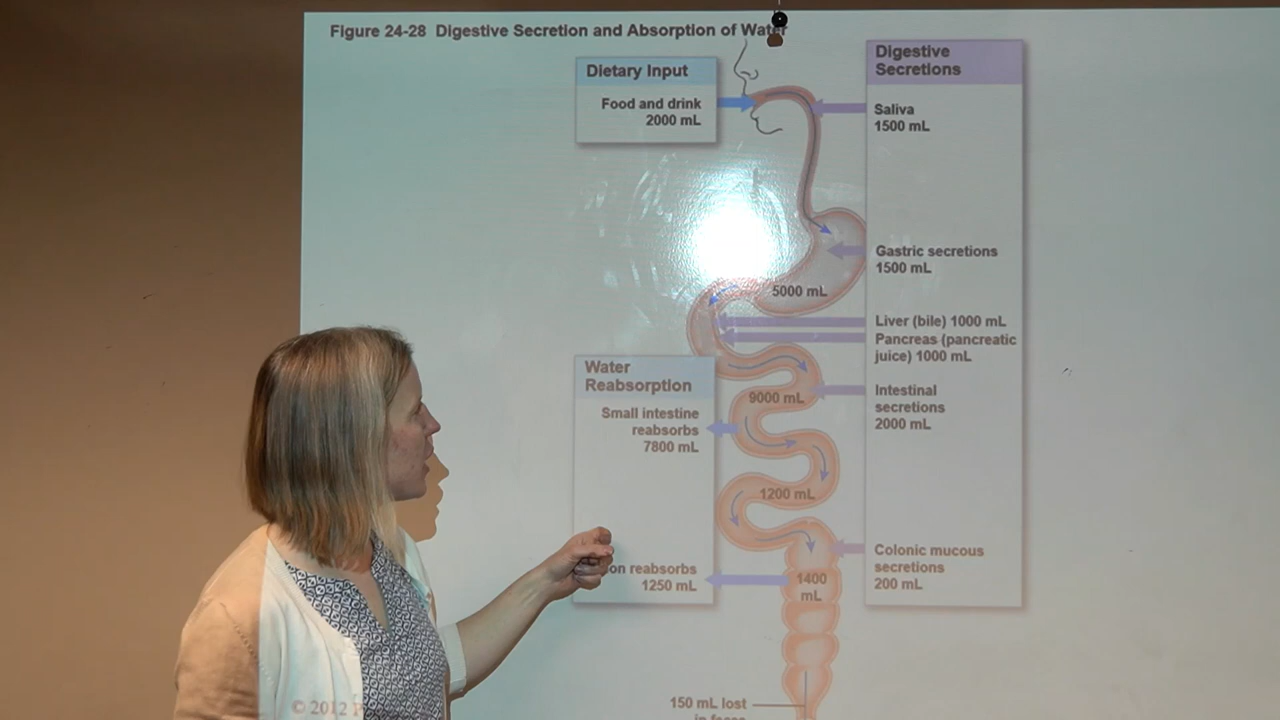 Figure 24-28 Digestive Secretion and Absorption of Water
Dietary Input
Food and drink
2000 mL
Digestive
Secretions
Saliva
1500 mL
Gastric secretions
1500 mL
5000 mL
Liver (bile) 1000 mL
Pancreas (pancreatic
juice) 1000 mL
Water
Reabsorption
Small intestine
reabsorbs
7800 mL
9000 mL
Intestinal
secretions
2000 mL
1200 mL
Colonic mucous
secretions
200 mL
reabsorbs
1250 mL
1400
mL
150 mL lost
in feces
© 2012